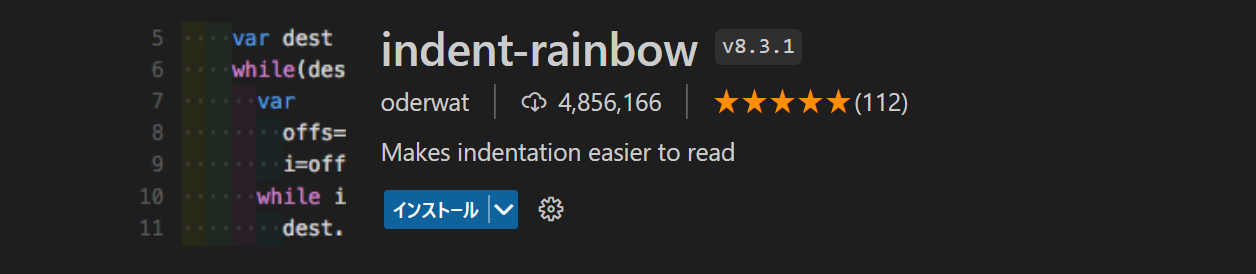 5 var dest
6 while(des
7 var
8 offs=
9 i=off
10 while i
11 dest.
indent-rainbow v8.3.1
oderwat 4,856,166 ★★★★★(112)
Makes indentation easier to read
インストール